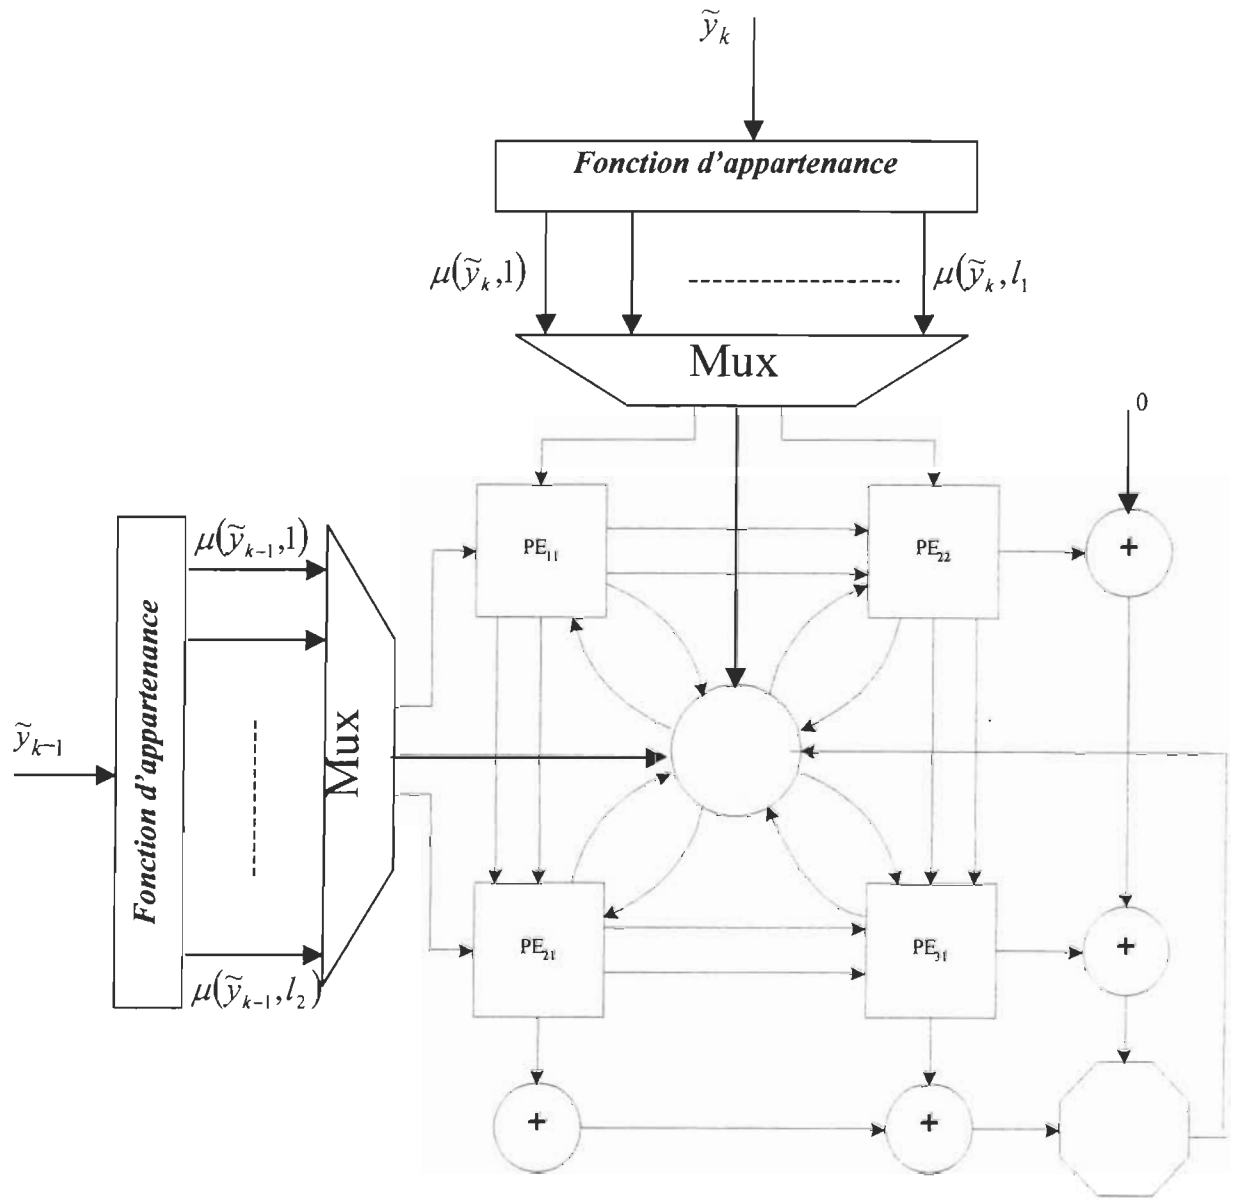 ỹ_k
Fonction d'appartenance
μ(ỹ_k,1)
μ(ỹ_k,l_1
Mux
0
PE_11
PE_22
+
μ(ỹ_{k-1},1)
Fonction d'appartenance
Mux
ỹ_{k-1}
μ(ỹ_{k-1},l_2)
PE_21
PE_31
+
+
+